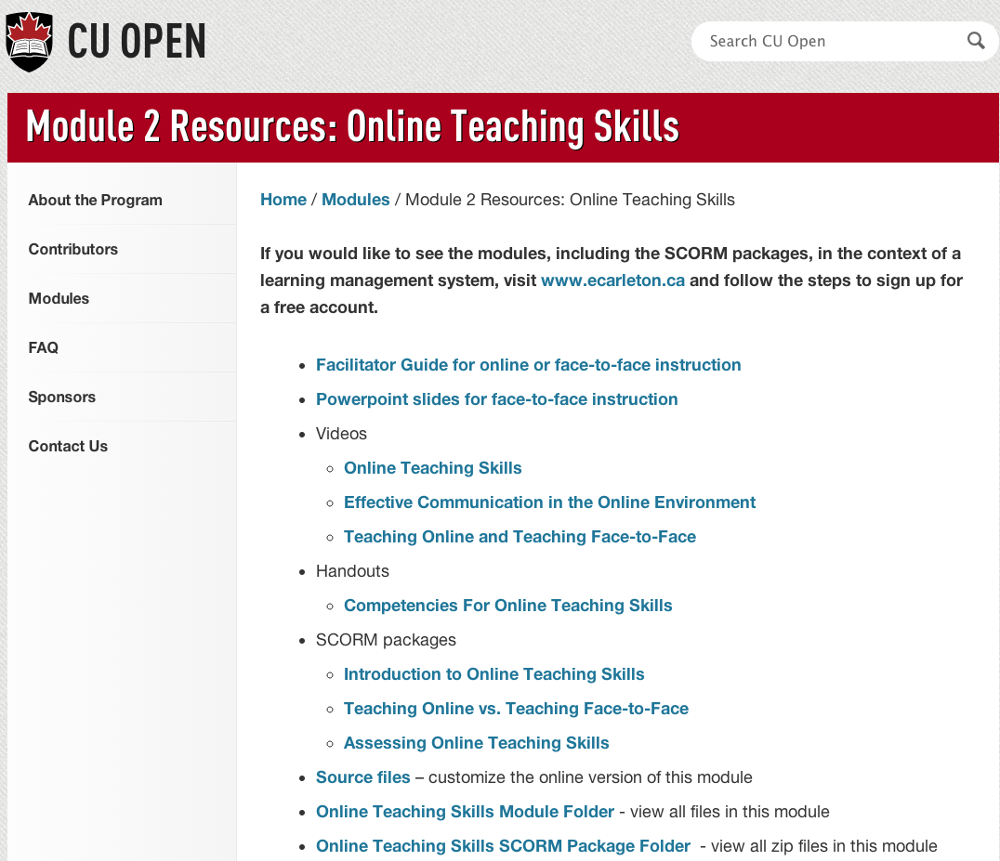 CU OPEN
Search CU Open
Module 2 Resources: Online Teaching Skills
About the Program
Contributors
Modules
FAQ
Sponsors
Contact Us
Home / Modules / Module 2 Resources: Online Teaching Skills
If you would like to see the modules, including the SCORM packages, in the context of a
learning management system, visit www.ecarleton.ca and follow the steps to sign up for
a free account.
Facilitator Guide for online or face-to-face instruction
Powerpoint slides for face-to-face instruction
Videos
Online Teaching Skills
Effective Communication in the Online Environment
Teaching Online and Teaching Face-to-Face
Handouts
Competencies For Online Teaching Skills
SCORM packages
Introduction to Online Teaching Skills
Teaching Online vs. Teaching Face-to-Face
Assessing Online Teaching Skills
Source files – customize the online version of this module
Online Teaching Skills Module Folder - view all files in this module
Online Teaching Skills SCORM Package Folder - view all zip files in this module